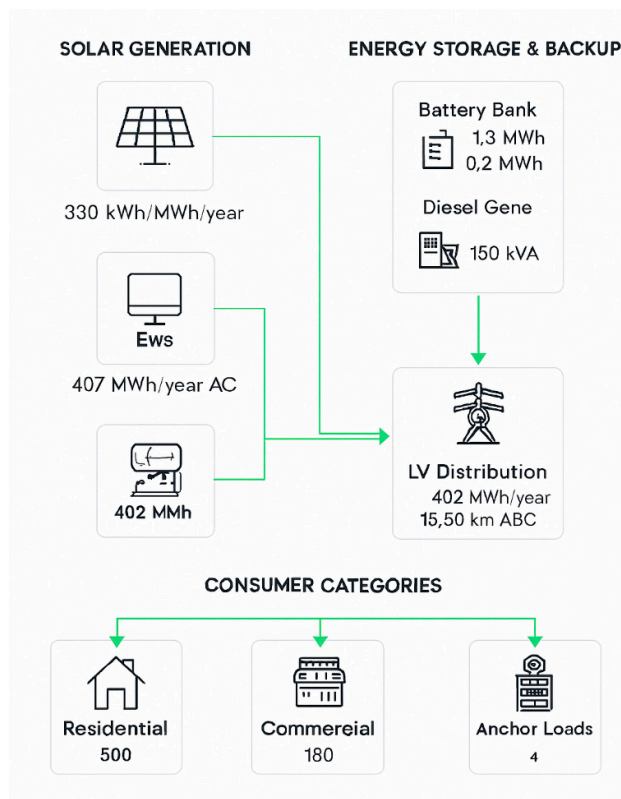 SOLAR GENERATION
330 kWh/MWh/year
Ews
407 MWh/year AC
402 MMh
ENERGY STORAGE & BACKUP
Battery Bank
1,3 MWh
0,2 MWh
Diesel Gene
150 kVA
LV Distribution
402 MWh/year
15,50 km ABC
CONSUMER CATEGORIES
Residential
500
Commereial
180
Anchor Loads
4